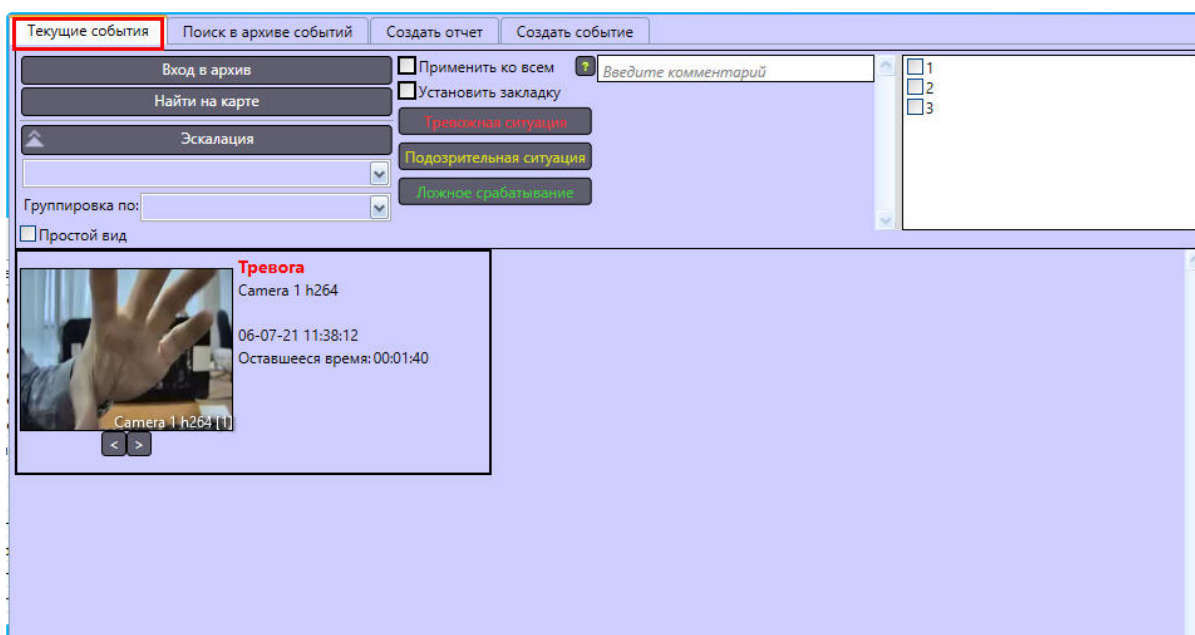 Текущие события
Поиск в архиве событий
Создать отчет
Создать событие
Вход в архив
Найти на карте
Эскалация
Группировка по:
Простой вид
Применить ко всем
?
Установить закладку
Тревожная ситуация
Подозрительная ситуация
Ложное срабатывание
Введите комментарий
1
2
3
Тревога
Camera 1 h264
06-07-21 11:38:12
Оставшееся время: 00:01:40
Camera 1 h264 [1]
< >